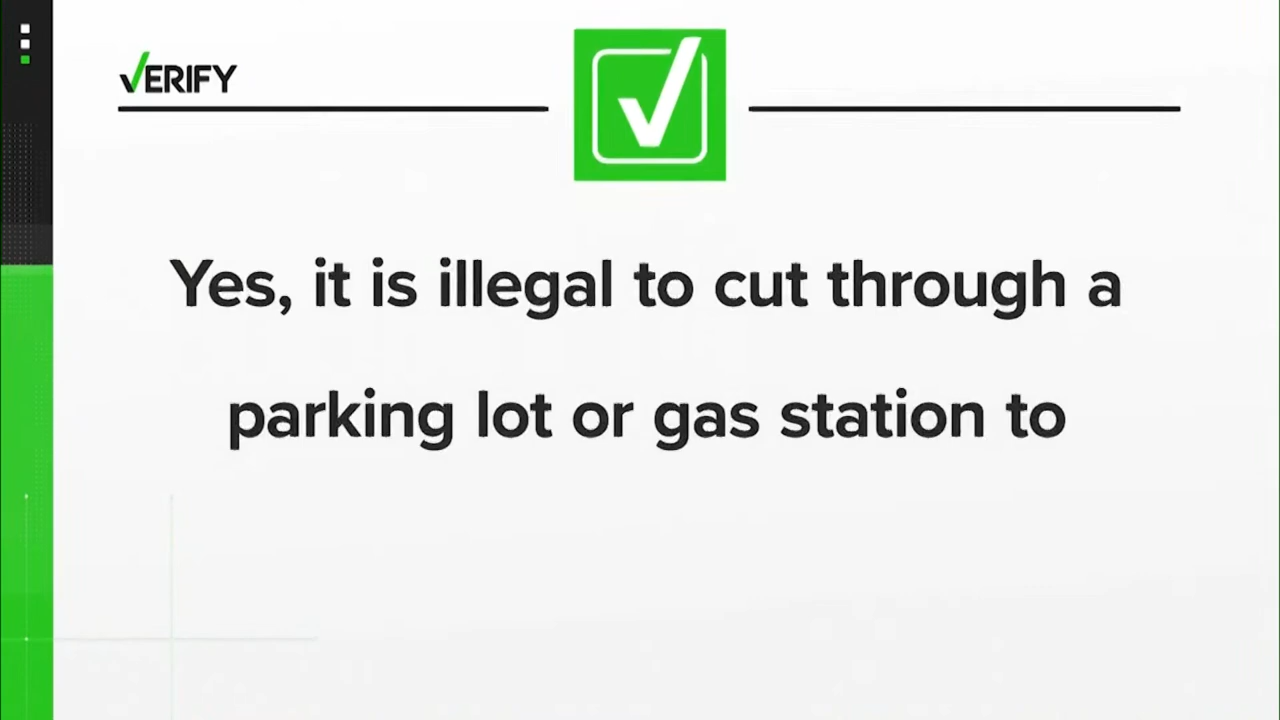 VERIFY
Yes, it is illegal to cut through a
parking lot or gas station to